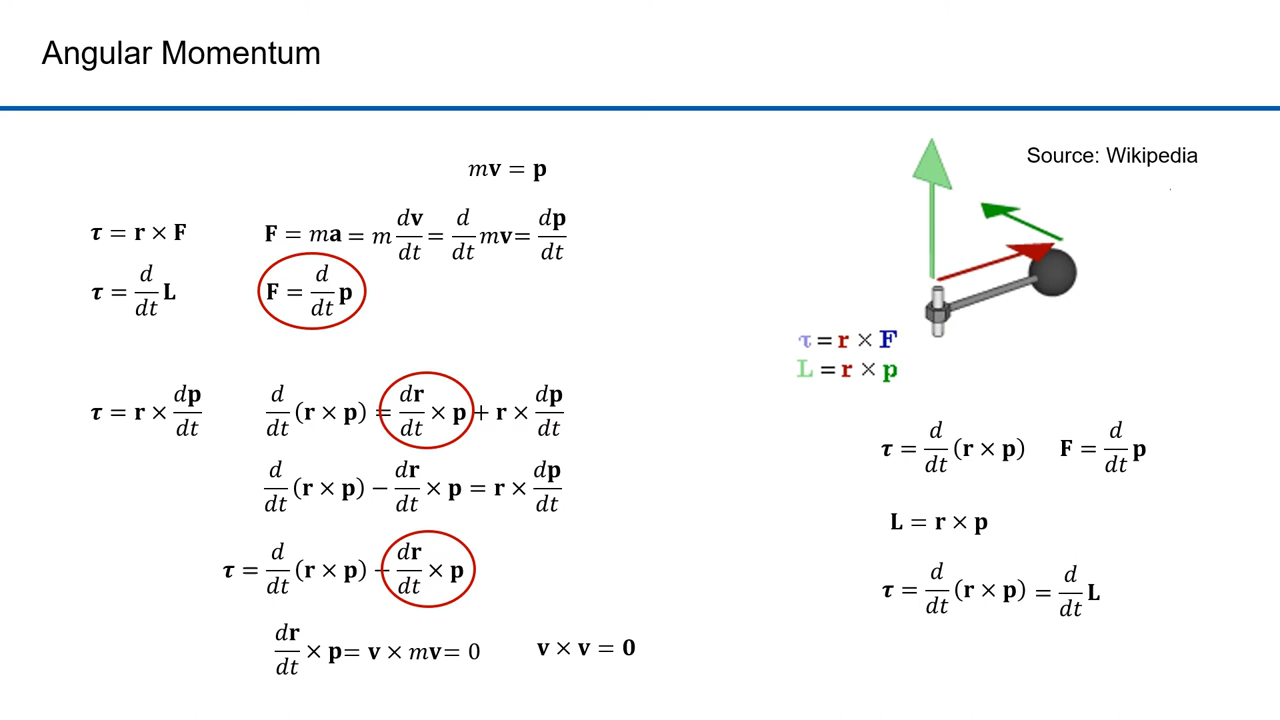 Angular Momentum
m𝐯 = 𝐩
𝛕 = 𝐫 × 𝐅
𝐅 = m𝐚 = m d𝐯/dt = d/dt m𝐯 = d𝐩/dt
𝛕 = d/dt 𝐋
𝐅 = d/dt 𝐩
𝛕 = 𝐫 × d𝐩/dt
d/dt (𝐫 × 𝐩) = d𝐫/dt × 𝐩 + 𝐫 × d𝐩/dt
d/dt (𝐫 × 𝐩) − d𝐫/dt × 𝐩 = 𝐫 × d𝐩/dt
𝛕 = d/dt (𝐫 × 𝐩) − d𝐫/dt × 𝐩
d𝐫/dt × 𝐩 = 𝐯 × m𝐯 = 0
𝐯 × 𝐯 = 𝟎
Source: Wikipedia
τ = r × F
L = r × p
𝛕 = d/dt (𝐫 × 𝐩)
𝐅 = d/dt 𝐩
𝐋 = 𝐫 × 𝐩
𝛕 = d/dt (𝐫 × 𝐩) = d/dt 𝐋